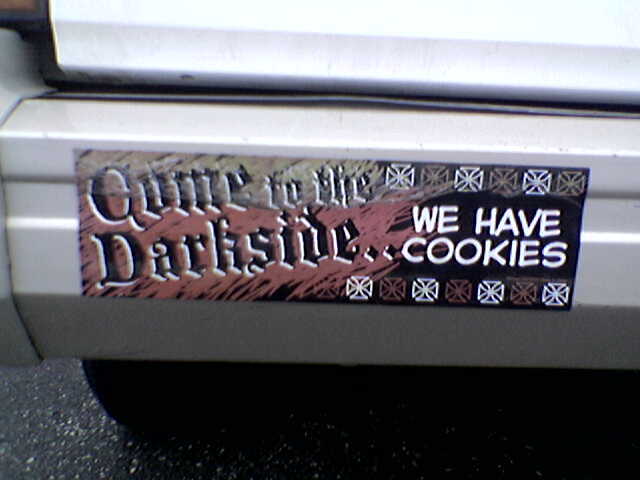 Come to the
Darkside..
WE HAVE
COOKIES